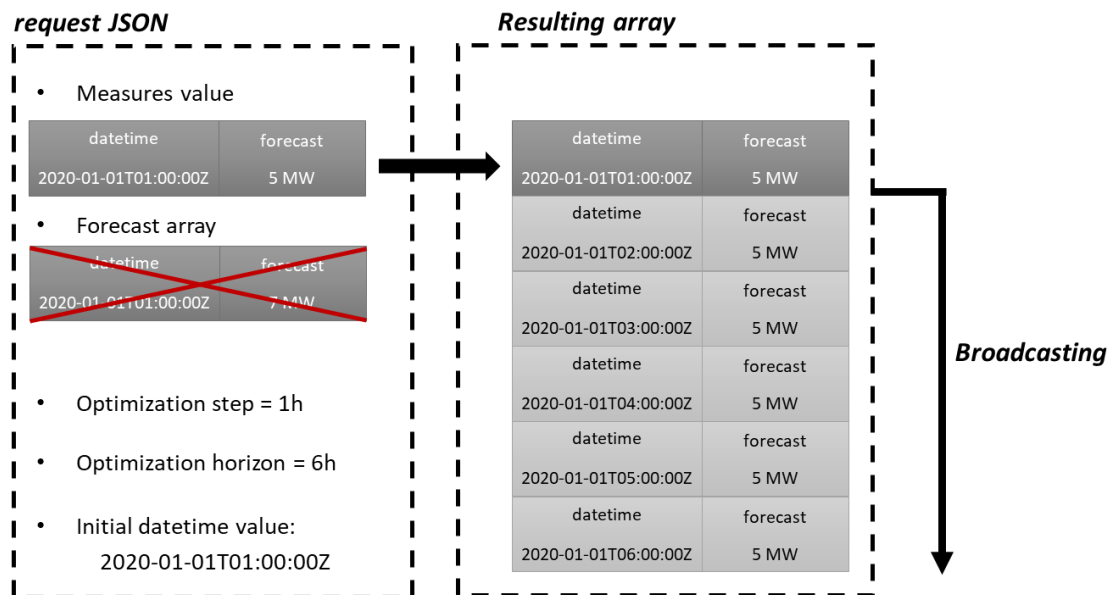 request JSON
• Measures value
datetime forecast
2020-01-01T01:00:00Z 5 MW
• Forecast array
datetime forecast
2020-01-01T01:00:00Z 7 MW
• Optimization step = 1h
• Optimization horizon = 6h
• Initial datetime value:
2020-01-01T01:00:00Z
Resulting array
datetime forecast
2020-01-01T01:00:00Z 5 MW
datetime forecast
2020-01-01T02:00:00Z 5 MW
datetime forecast
2020-01-01T03:00:00Z 5 MW
datetime forecast
2020-01-01T04:00:00Z 5 MW
datetime forecast
2020-01-01T05:00:00Z 5 MW
datetime forecast
2020-01-01T06:00:00Z 5 MW
Broadcasting